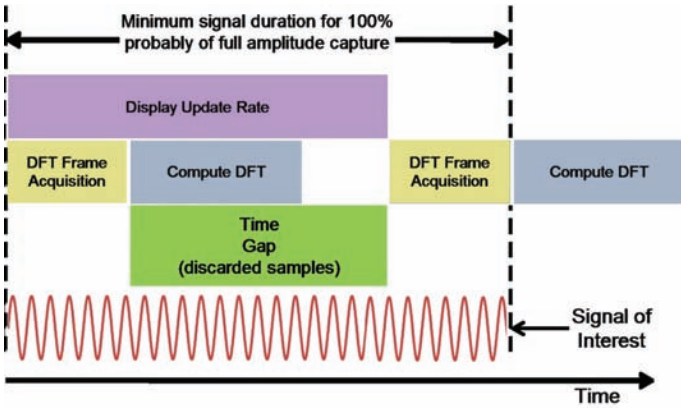 Minimum signal duration for 100%
probably of full amplitude capture
Display Update Rate
DFT Frame
Acquisition
Compute DFT
DFT Frame
Acquisition
Compute DFT
Time
Gap
(discarded samples)
Signal of
Interest
Time